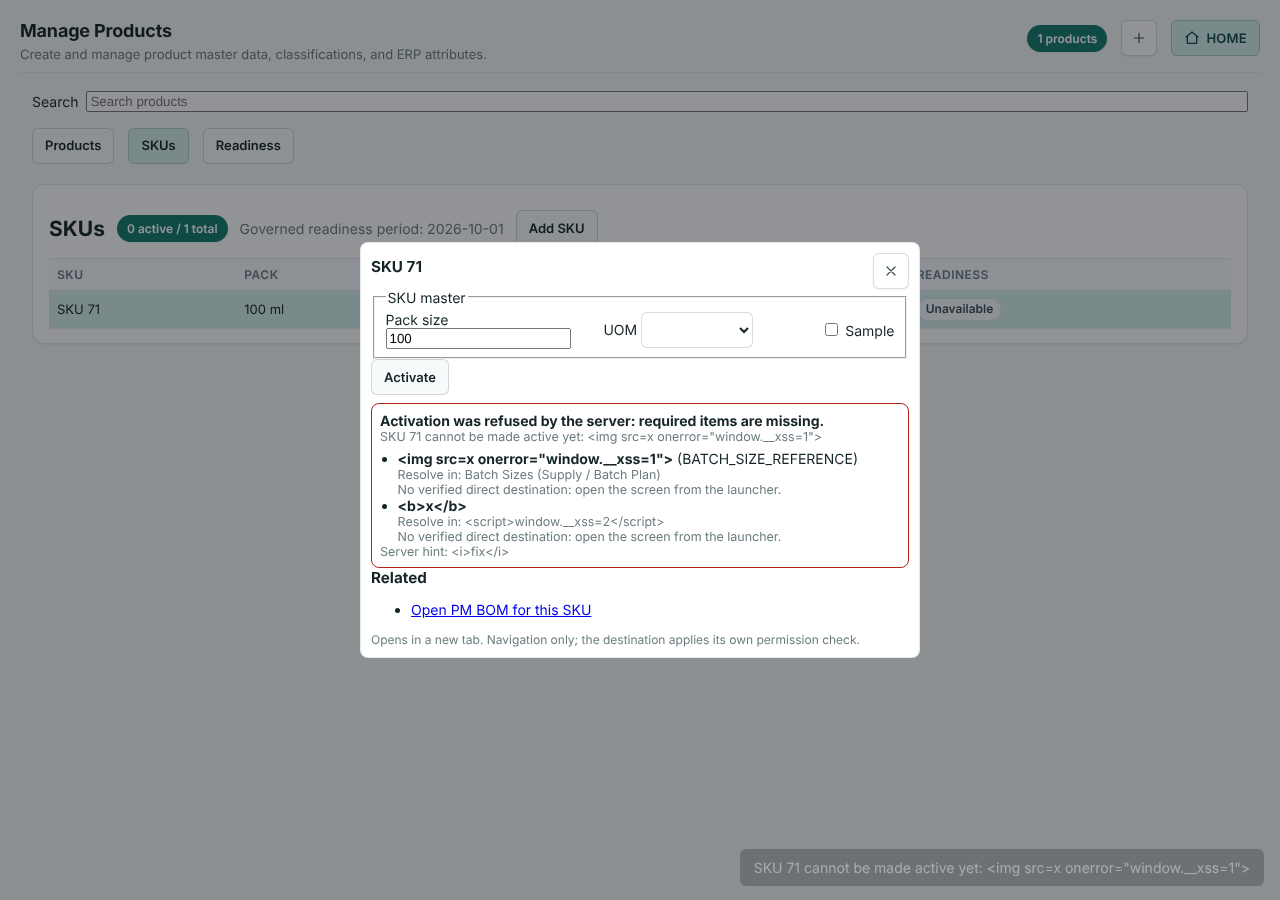 Manage Products
Create and manage product master data, classifications, and ERP attributes.
1 products
+
HOME
Search
Search products
Products
SKUs
Readiness
SKUs
0 active / 1 total
Governed readiness period: 2026-10-01
Add SKU
SKU
PACK
READINESS
SKU 71
100 ml
Unavailable
SKU 71
SKU master
Pack size
100
UOM
Sample
Activate
Activation was refused by the server: required items are missing.
SKU 71 cannot be made active yet: <img src=x onerror="window.__xss=1">
• <img src=x onerror="window.__xss=1"> (BATCH_SIZE_REFERENCE)
Resolve in: Batch Sizes (Supply / Batch Plan)
No verified direct destination: open the screen from the launcher.
• <b>x</b>
Resolve in: <script>window.__xss=2</script>
No verified direct destination: open the screen from the launcher.
Server hint: <i>fix</i>
Related
• Open PM BOM for this SKU
Opens in a new tab. Navigation only; the destination applies its own permission check.
SKU 71 cannot be made active yet: <img src=x onerror="window.__xss=1">